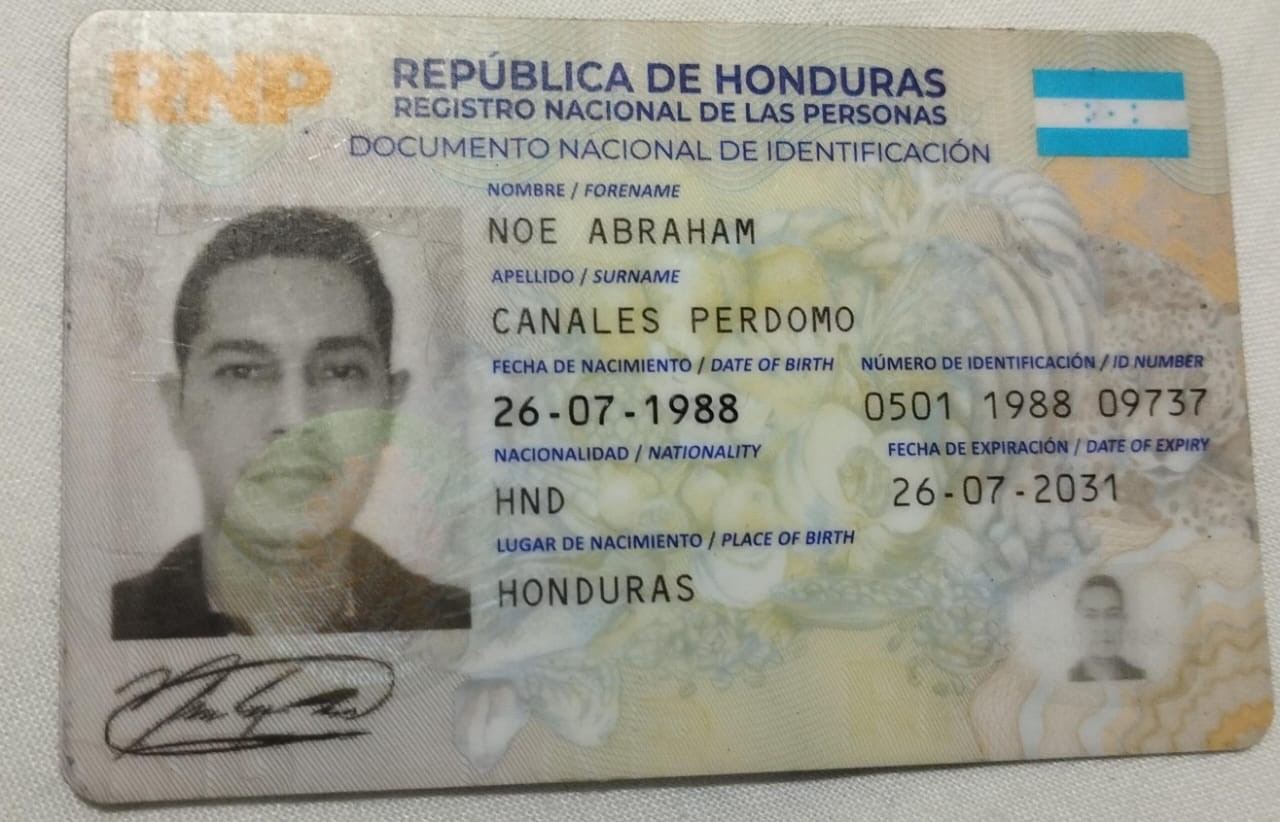 RNP
REPÚBLICA DE HONDURAS
REGISTRO NACIONAL DE LAS PERSONAS
DOCUMENTO NACIONAL DE IDENTIFICACIÓN
NOMBRE / FORENAME
NOE ABRAHAM
APELLIDO / SURNAME
CANALES PERDOMO
FECHA DE NACIMIENTO / DATE OF BIRTH NÚMERO DE IDENTIFICACIÓN / ID NUMBER
26-07-1988 0501 1988 09737
NACIONALIDAD / NATIONALITY FECHA DE EXPIRACIÓN / DATE OF EXPIRY
HND 26-07-2031
LUGAR DE NACIMIENTO / PLACE OF BIRTH
HONDURAS